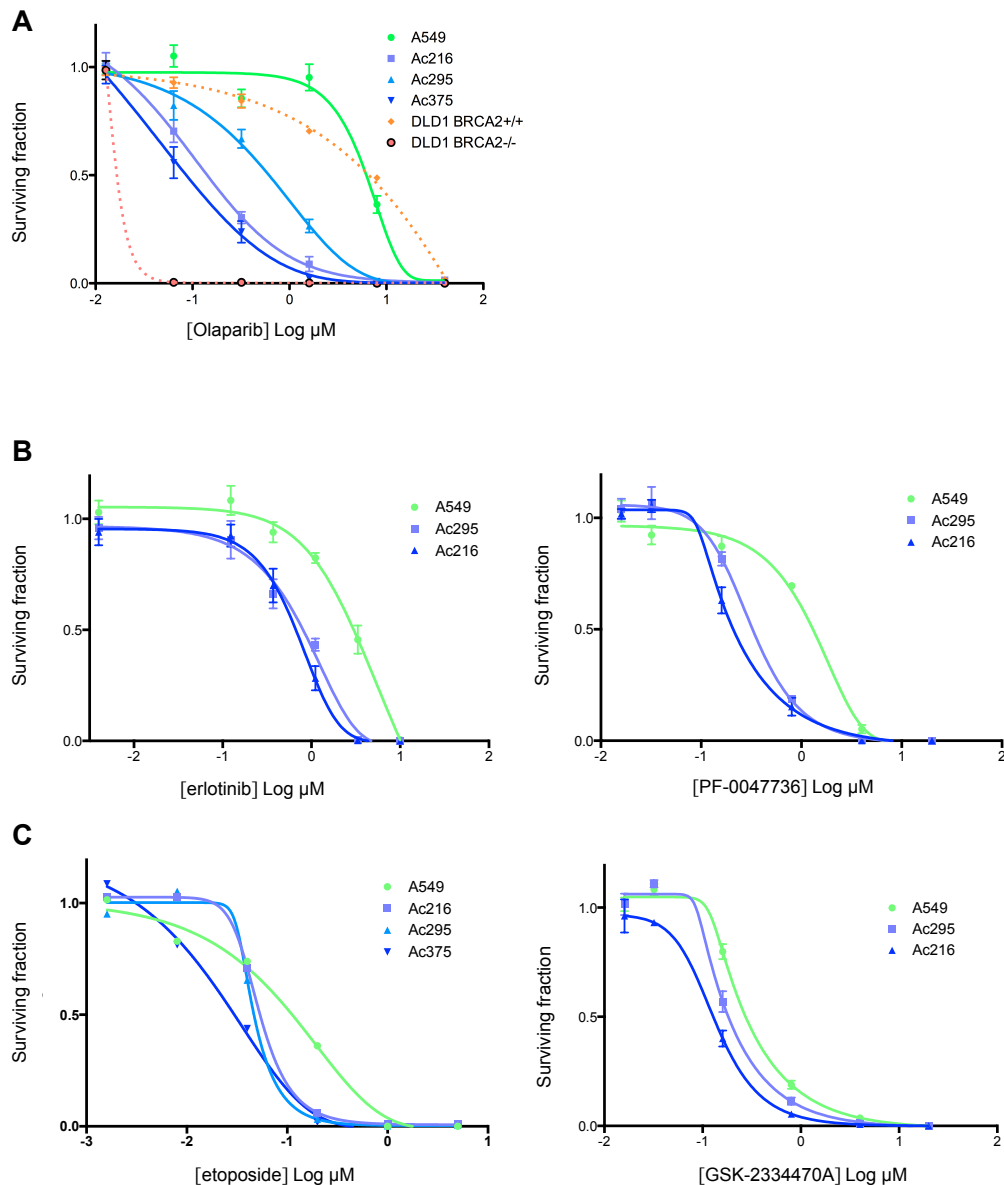 A
A549
Ac216
Ac295
Ac375
DLD1 BRCA2+/+
DLD1 BRCA2-/-
Surviving fraction
1.0
0.5
0.0
-2 -1 0 1 2
[Olaparib] Log µM
B
A549
Ac295
Ac216
Surviving fraction
1.0
0.5
0.0
-2 -1 0 1 2
[erlotinib] Log µM
A549
Ac295
Ac216
Surviving fraction
1.0
0.5
0.0
-2 -1 0 1 2
[PF-0047736] Log µM
C
A549
Ac216
Ac295
Ac375
Surviving fraction
1.0
0.5
0.0
-3 -2 -1 0 1
[etoposide] Log µM
A549
Ac295
Ac216
Surviving fraction
1.0
0.5
0.0
-2 -1 0 1 2
[GSK-2334470A] Log µM